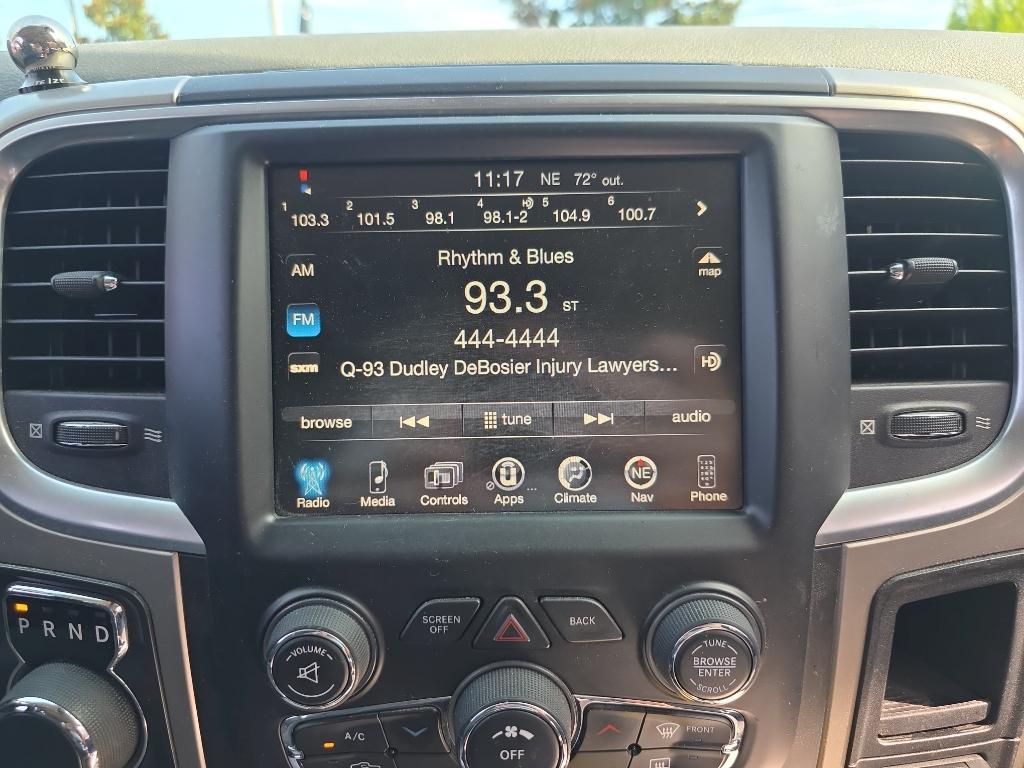 11:17 NE 72° out.
1 103.3 2 101.5 3 98.1 4 98.1-2 HD 5 104.9 6 100.7
Rhythm & Blues
map
AM
93.3 ST
FM
444-4444
sxm
Q-93 Dudley DeBosier Injury Lawyers...
HD
browse tune audio
Radio Media Controls Apps Climate NE Nav Phone
P R N D
VOLUME
SCREEN OFF
BACK
TUNE
BROWSE
ENTER
SCROLL
A/C
OFF
FRONT